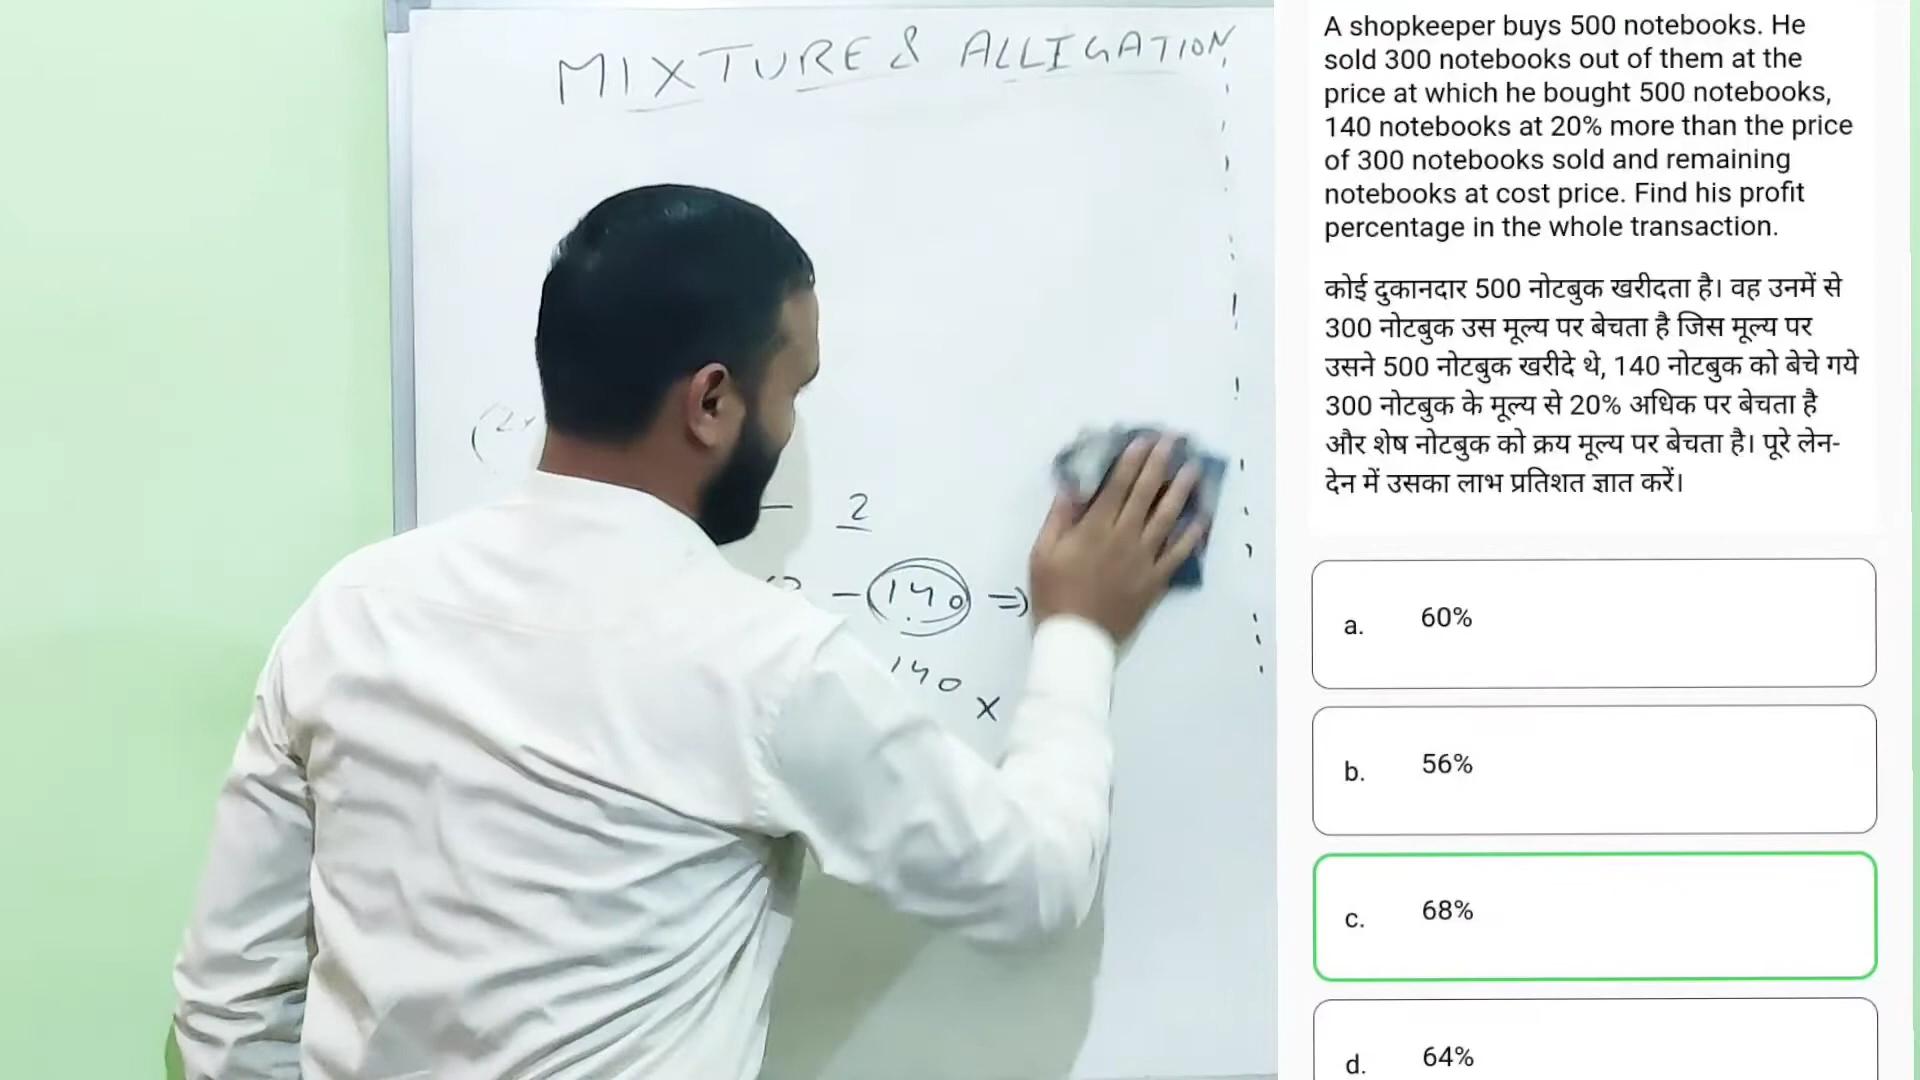 MIXTURE & ALLIGATION
(2x
— 2
— 140 =>
140 x
A shopkeeper buys 500 notebooks. He
sold 300 notebooks out of them at the
price at which he bought 500 notebooks,
140 notebooks at 20% more than the price
of 300 notebooks sold and remaining
notebooks at cost price. Find his profit
percentage in the whole transaction.
कोई दुकानदार 500 नोटबुक खरीदता है। वह उनमें से
300 नोटबुक उस मूल्य पर बेचता है जिस मूल्य पर
उसने 500 नोटबुक खरीदे थे, 140 नोटबुक को बेचे गये
300 नोटबुक के मूल्य से 20% अधिक पर बेचता है
और शेष नोटबुक को क्रय मूल्य पर बेचता है। पूरे लेन-
देन में उसका लाभ प्रतिशत ज्ञात करें।
a. 60%
b. 56%
c. 68%
d. 64%